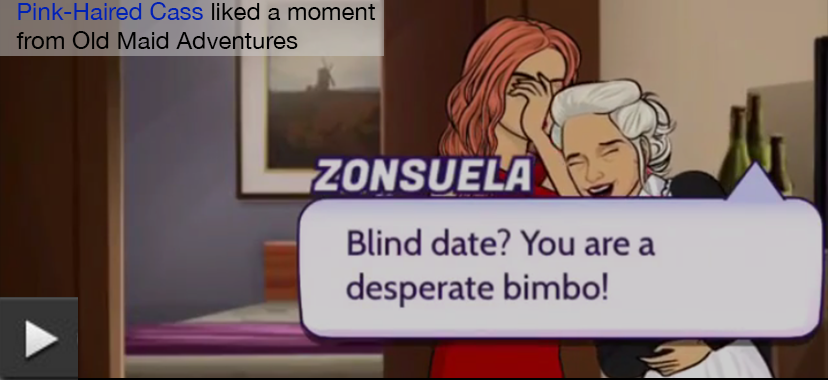 Pink-Haired Cass liked a moment
from Old Maid Adventures
ZONSUELA
Blind date? You are a
desperate bimbo!